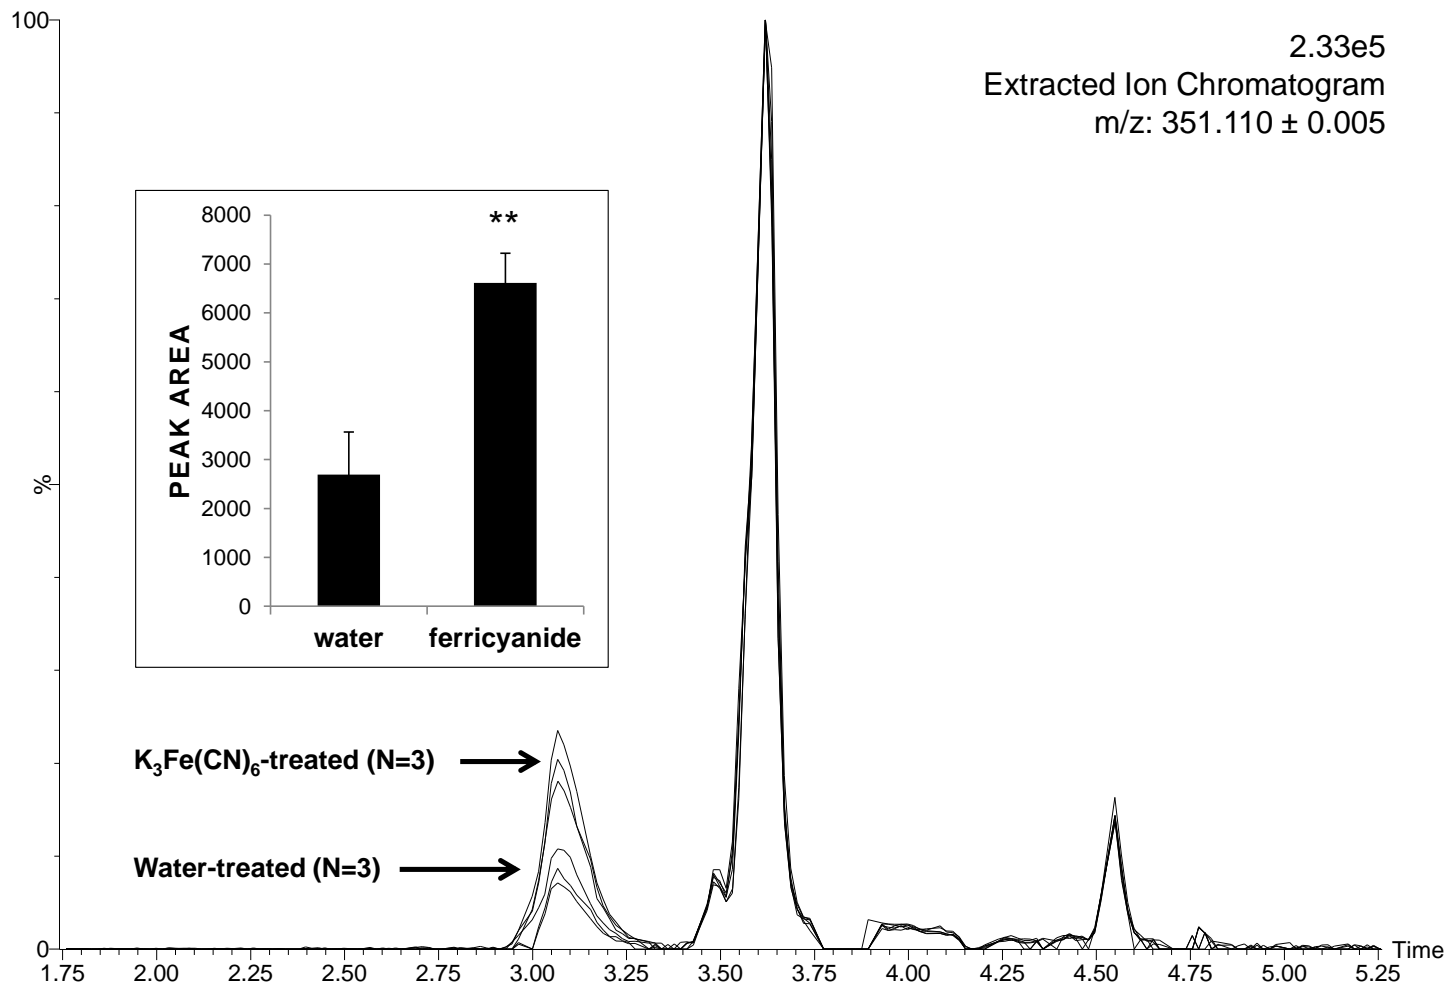 100
2.33e5
Extracted Ion Chromatogram
m/z: 351.110 ± 0.005
%
0
8000
7000
6000
5000
4000
3000
2000
1000
0
PEAK AREA
**
water ferricyanide
K₃Fe(CN)₆-treated (N=3)
Water-treated (N=3)
1.75 2.00 2.25 2.50 2.75 3.00 3.25 3.50 3.75 4.00 4.25 4.50 4.75 5.00 5.25
Time